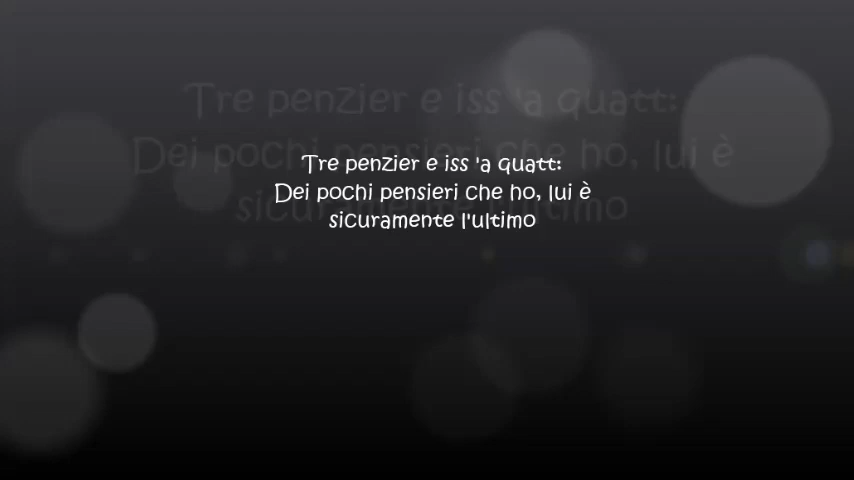 Tre penzier e iss 'a quatt:
Dei pochi pensieri che ho, lui è
sicuramente l'ultimo